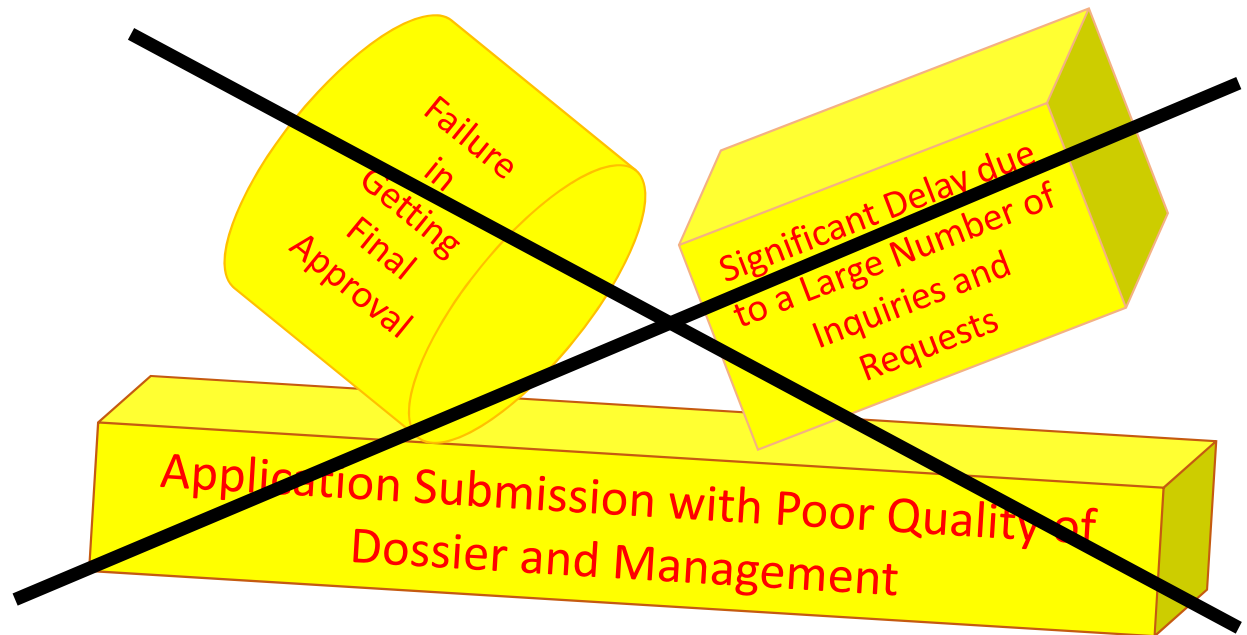 Failure
in
Getting
Final
Approval
Significant Delay due
to a Large Number of
Inquiries and
Requests
Application Submission with Poor Quality of
Dossier and Management